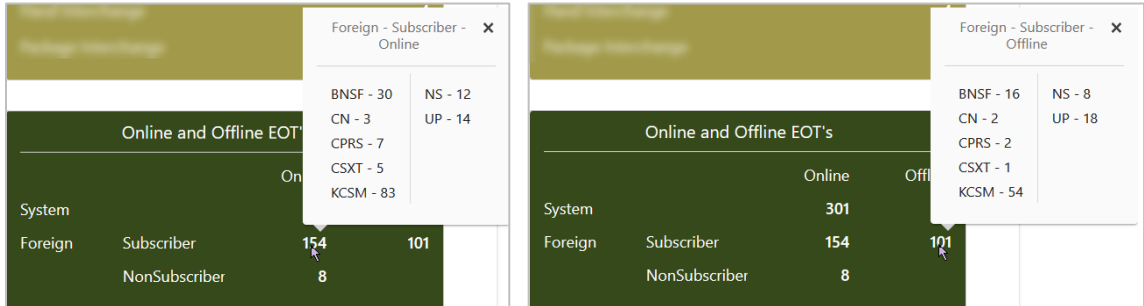 Foreign - Subscriber -
Online
BNSF - 30 NS - 12
CN - 3 UP - 14
CPRS - 7
CSXT - 5
KCSM - 83
Online and Offline EOT'
On
System
Foreign Subscriber 154 101
NonSubscriber 8
Foreign - Subscriber -
Offline
BNSF - 16 NS - 8
CN - 2 UP - 18
CPRS - 2
CSXT - 1
KCSM - 54
Online and Offline EOT's
Online Offl
System 301
Foreign Subscriber 154 101
NonSubscriber 8